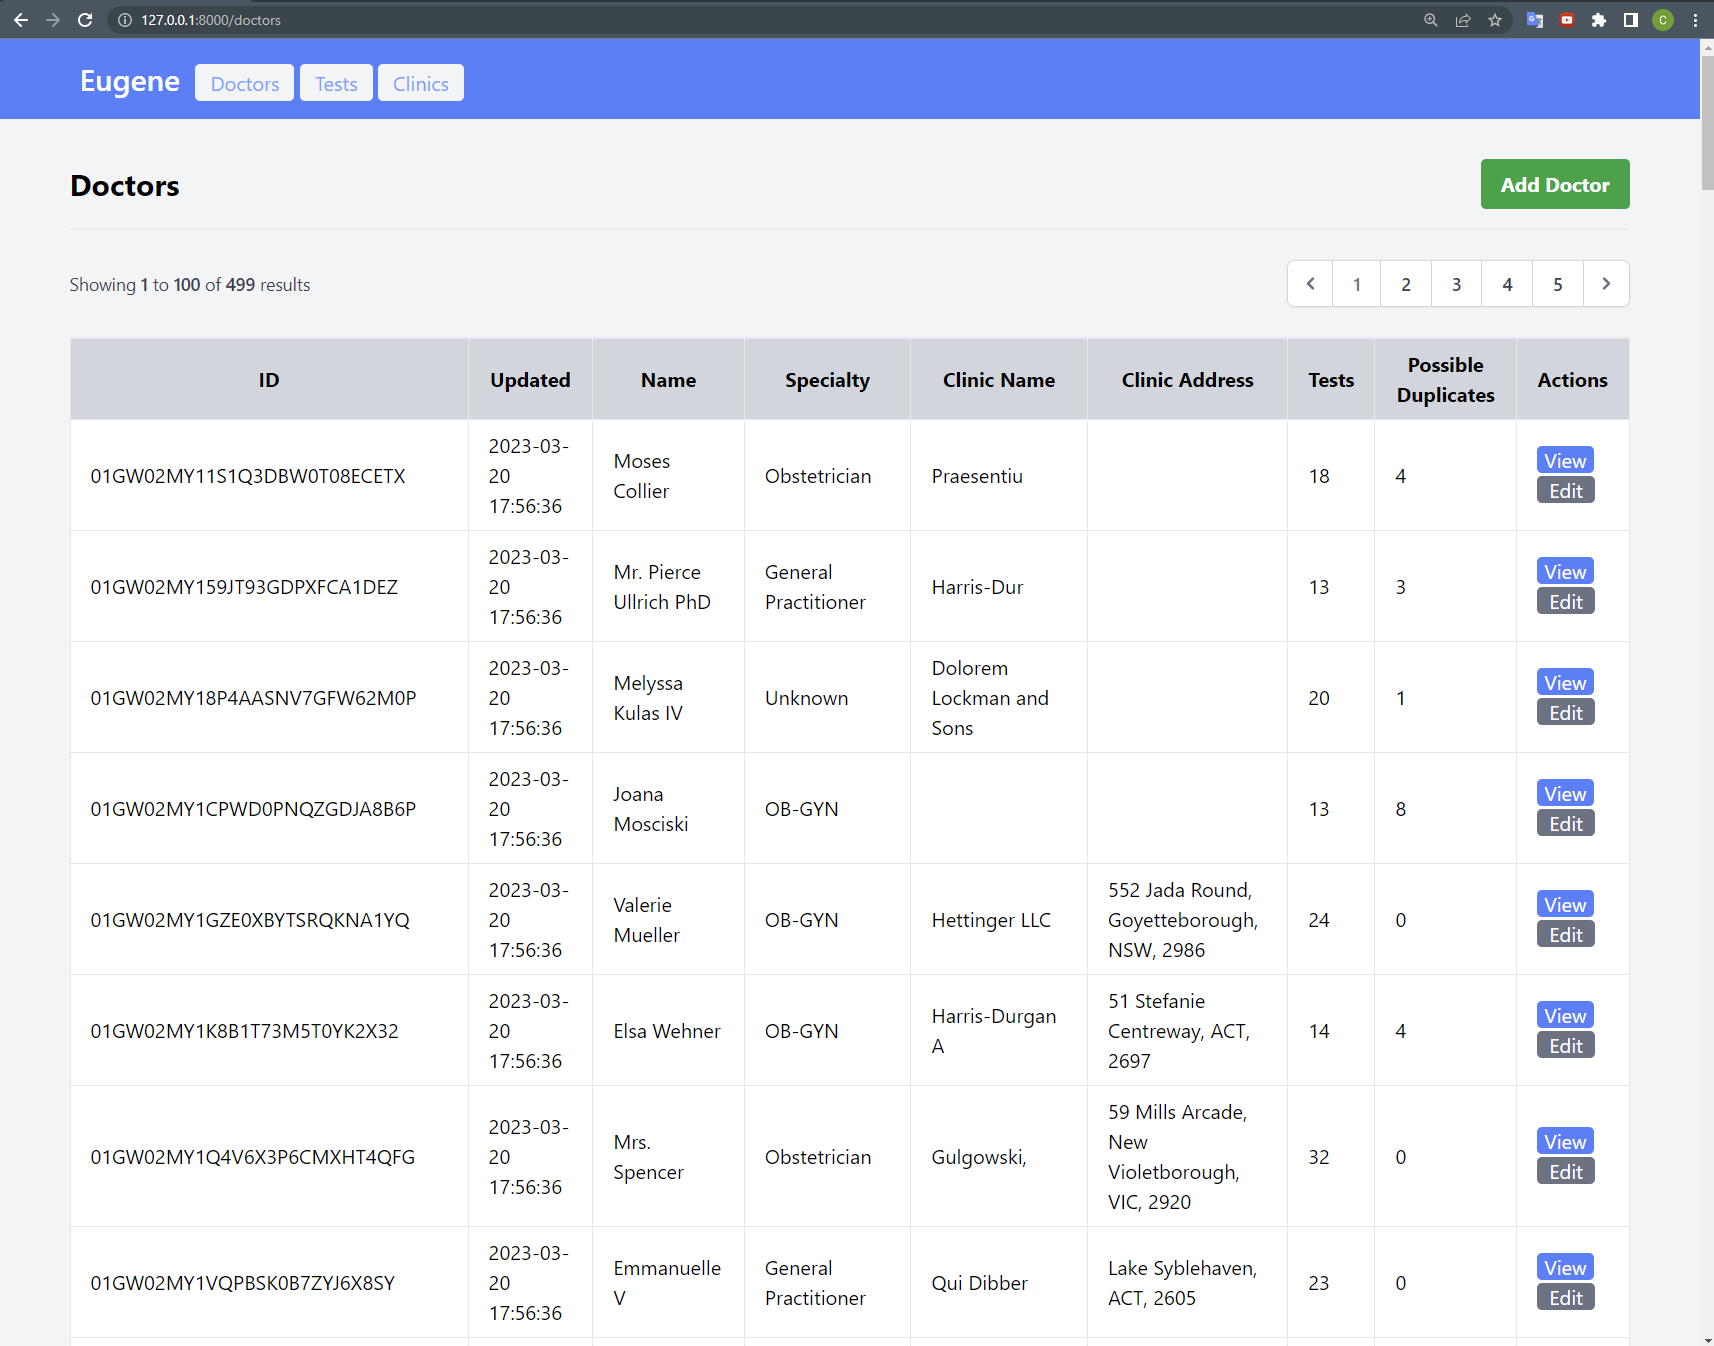 127.0.0.1:8000/doctors
C
Eugene Doctors Tests Clinics
Doctors
Add Doctor
Showing 1 to 100 of 499 results
1 2 3 4 5
ID Updated Name Specialty Clinic Name Clinic Address Tests Possible Duplicates Actions
01GW02MY11S1Q3DBW0T08ECETX 2023-03-20 17:56:36 Moses Collier Obstetrician Praesentiu 18 4 View Edit
01GW02MY159JT93GDPXFCA1DEZ 2023-03-20 17:56:36 Mr. Pierce Ullrich PhD General Practitioner Harris-Dur 13 3 View Edit
01GW02MY18P4AASNV7GFW62M0P 2023-03-20 17:56:36 Melyssa Kulas IV Unknown Dolorem Lockman and Sons 20 1 View Edit
01GW02MY1CPWD0PNQZGDJA8B6P 2023-03-20 17:56:36 Joana Mosciski OB-GYN 13 8 View Edit
01GW02MY1GZE0XBYTSRQKNA1YQ 2023-03-20 17:56:36 Valerie Mueller OB-GYN Hettinger LLC 552 Jada Round, Goyetteborough, NSW, 2986 24 0 View Edit
01GW02MY1K8B1T73M5T0YK2X32 2023-03-20 17:56:36 Elsa Wehner OB-GYN Harris-Durgan A 51 Stefanie Centreway, ACT, 2697 14 4 View Edit
01GW02MY1Q4V6X3P6CMXHT4QFG 2023-03-20 17:56:36 Mrs. Spencer Obstetrician Gulgowski, 59 Mills Arcade, New Violetborough, VIC, 2920 32 0 View Edit
01GW02MY1VQPBSK0B7ZYJ6X8SY 2023-03-20 17:56:36 Emmanuelle V General Practitioner Qui Dibber Lake Syblehaven, ACT, 2605 23 0 View Edit